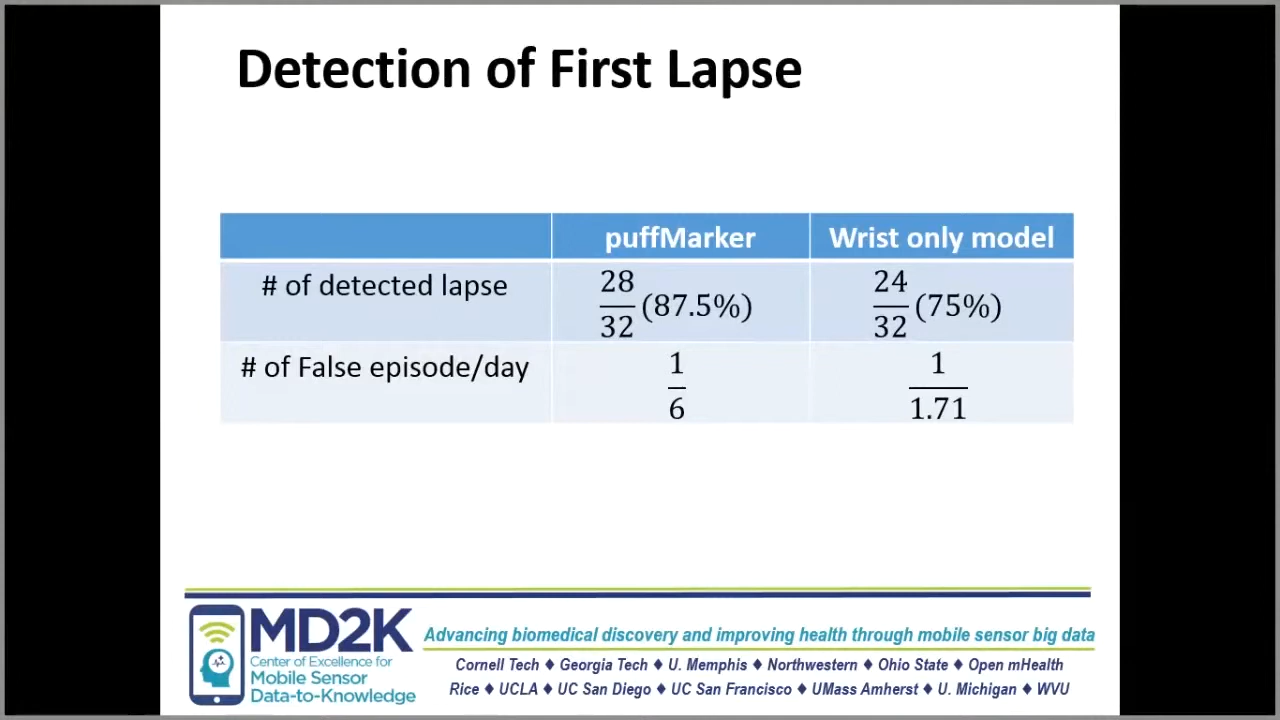 Detection of First Lapse
puffMarker Wrist only model
# of detected lapse 28/32 (87.5%) 24/32 (75%)
# of False episode/day 1/6 1/1.71
MD2K
Center of Excellence for
Mobile Sensor
Data-to-Knowledge
Advancing biomedical discovery and improving health through mobile sensor big data
Cornell Tech ♦ Georgia Tech ♦ U. Memphis ♦ Northwestern ♦ Ohio State ♦ Open mHealth
Rice ♦ UCLA ♦ UC San Diego ♦ UC San Francisco ♦ UMass Amherst ♦ U. Michigan ♦ WVU